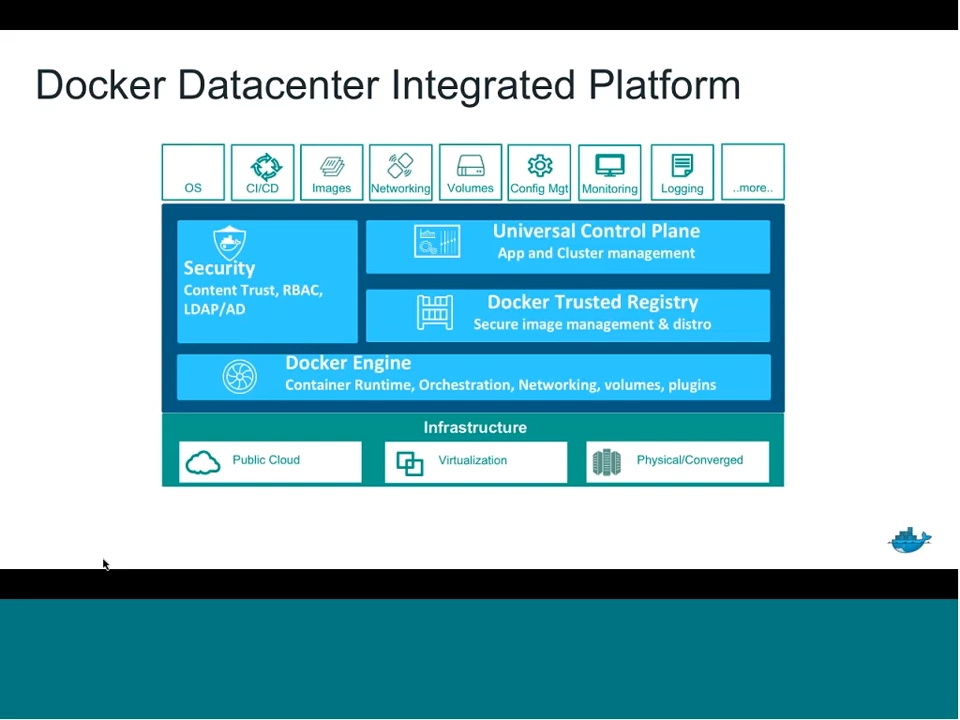 Docker Datacenter Integrated Platform
OS
CI/CD
Images
Networking
Volumes
Config Mgt
Monitoring
Logging
..more..
Security
Content Trust, RBAC,
LDAP/AD
Universal Control Plane
App and Cluster management
Docker Trusted Registry
Secure image management & distro
Docker Engine
Container Runtime, Orchestration, Networking, volumes, plugins
Infrastructure
Public Cloud
Virtualization
Physical/Converged